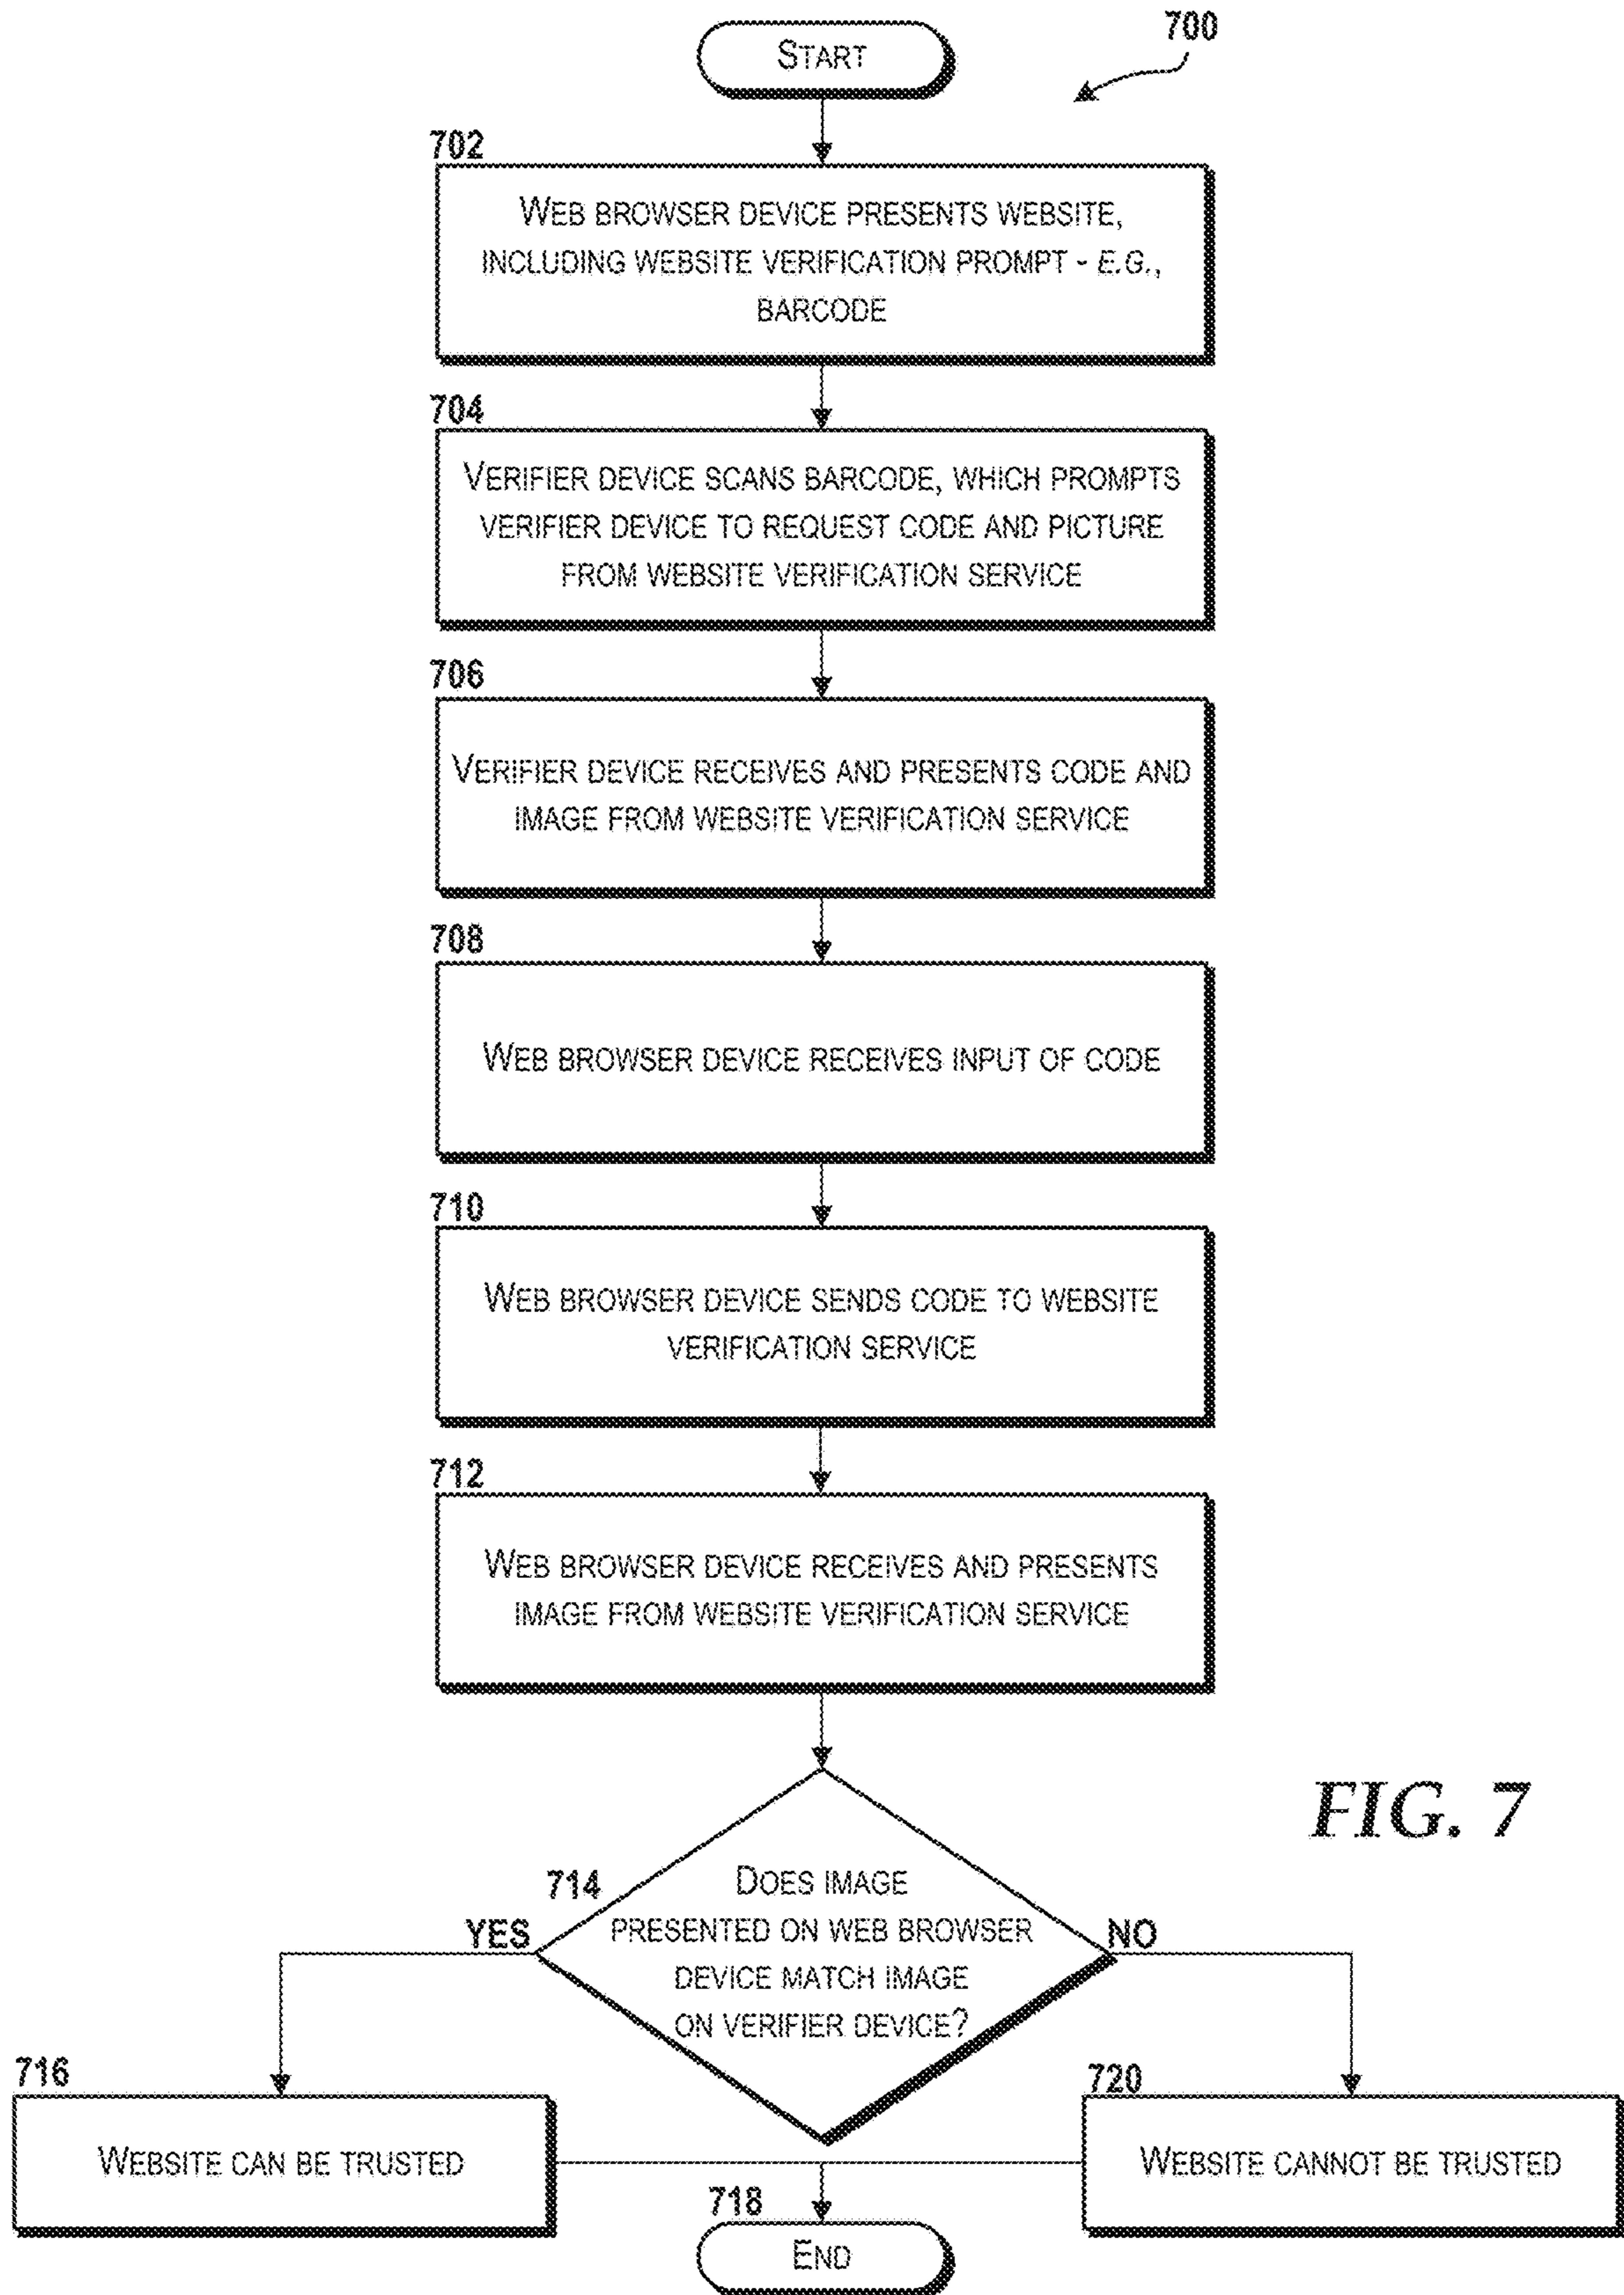 START
700
702
WEB BROWSER DEVICE PRESENTS WEBSITE,
INCLUDING WEBSITE VERIFICATION PROMPT - E.G.,
BARCODE
704
VERIFIER DEVICE SCANS BARCODE, WHICH PROMPTS
VERIFIER DEVICE TO REQUEST CODE AND PICTURE
FROM WEBSITE VERIFICATION SERVICE
706
VERIFIER DEVICE RECEIVES AND PRESENTS CODE AND
IMAGE FROM WEBSITE VERIFICATION SERVICE
708
WEB BROWSER DEVICE RECEIVES INPUT OF CODE
710
WEB BROWSER DEVICE SENDS CODE TO WEBSITE
VERIFICATION SERVICE
712
WEB BROWSER DEVICE RECEIVES AND PRESENTS
IMAGE FROM WEBSITE VERIFICATION SERVICE
FIG. 7
714
DOES IMAGE
PRESENTED ON WEB BROWSER
DEVICE MATCH IMAGE
ON VERIFIER DEVICE?
YES
NO
716
WEBSITE CAN BE TRUSTED
720
WEBSITE CANNOT BE TRUSTED
718
END